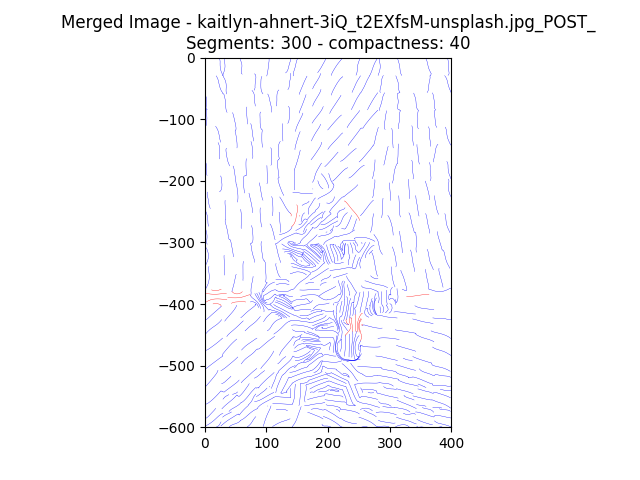 Merged Image - kaitlyn-ahnert-3iQ_t2EXfsM-unsplash.jpg_POST_
Segments: 300 - compactness: 40
0
−100
−200
−300
−400
−500
−600
0 100 200 300 400